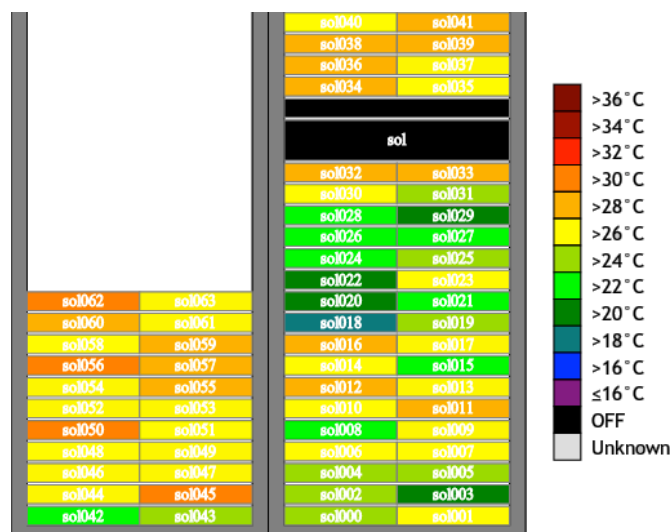 sol040 sol041
sol038 sol039
sol036 sol037
sol034 sol035
sol
sol032 sol033
sol030 sol031
sol028 sol029
sol026 sol027
sol024 sol025
sol022 sol023
sol062 sol063 sol020 sol021
sol060 sol061 sol018 sol019
sol058 sol059 sol016 sol017
sol056 sol057 sol014 sol015
sol054 sol055 sol012 sol013
sol052 sol053 sol010 sol011
sol050 sol051 sol008 sol009
sol048 sol049 sol006 sol007
sol046 sol047 sol004 sol005
sol044 sol045 sol002 sol003
sol042 sol043 sol000 sol001
>36°C
>34°C
>32°C
>30°C
>28°C
>26°C
>24°C
>22°C
>20°C
>18°C
>16°C
≤16°C
OFF
Unknown